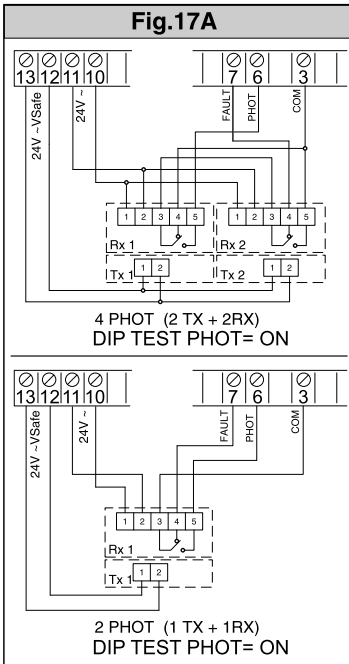 Fig.17A
13 12 11 10 7 6 3
24V ~VSafe
24V ~
FAULT
PHOT
COM
1 2 3 4 5 1 2 3 4 5
Rx 1 Rx 2
Tx 1 1 2 Tx 2 1 2
4 PHOT (2 TX + 2RX)
DIP TEST PHOT= ON
13 12 11 10 7 6 3
24V ~VSafe
24V ~
FAULT
PHOT
COM
1 2 3 4 5
Rx 1
Tx 1 1 2
2 PHOT (1 TX + 1RX)
DIP TEST PHOT= ON